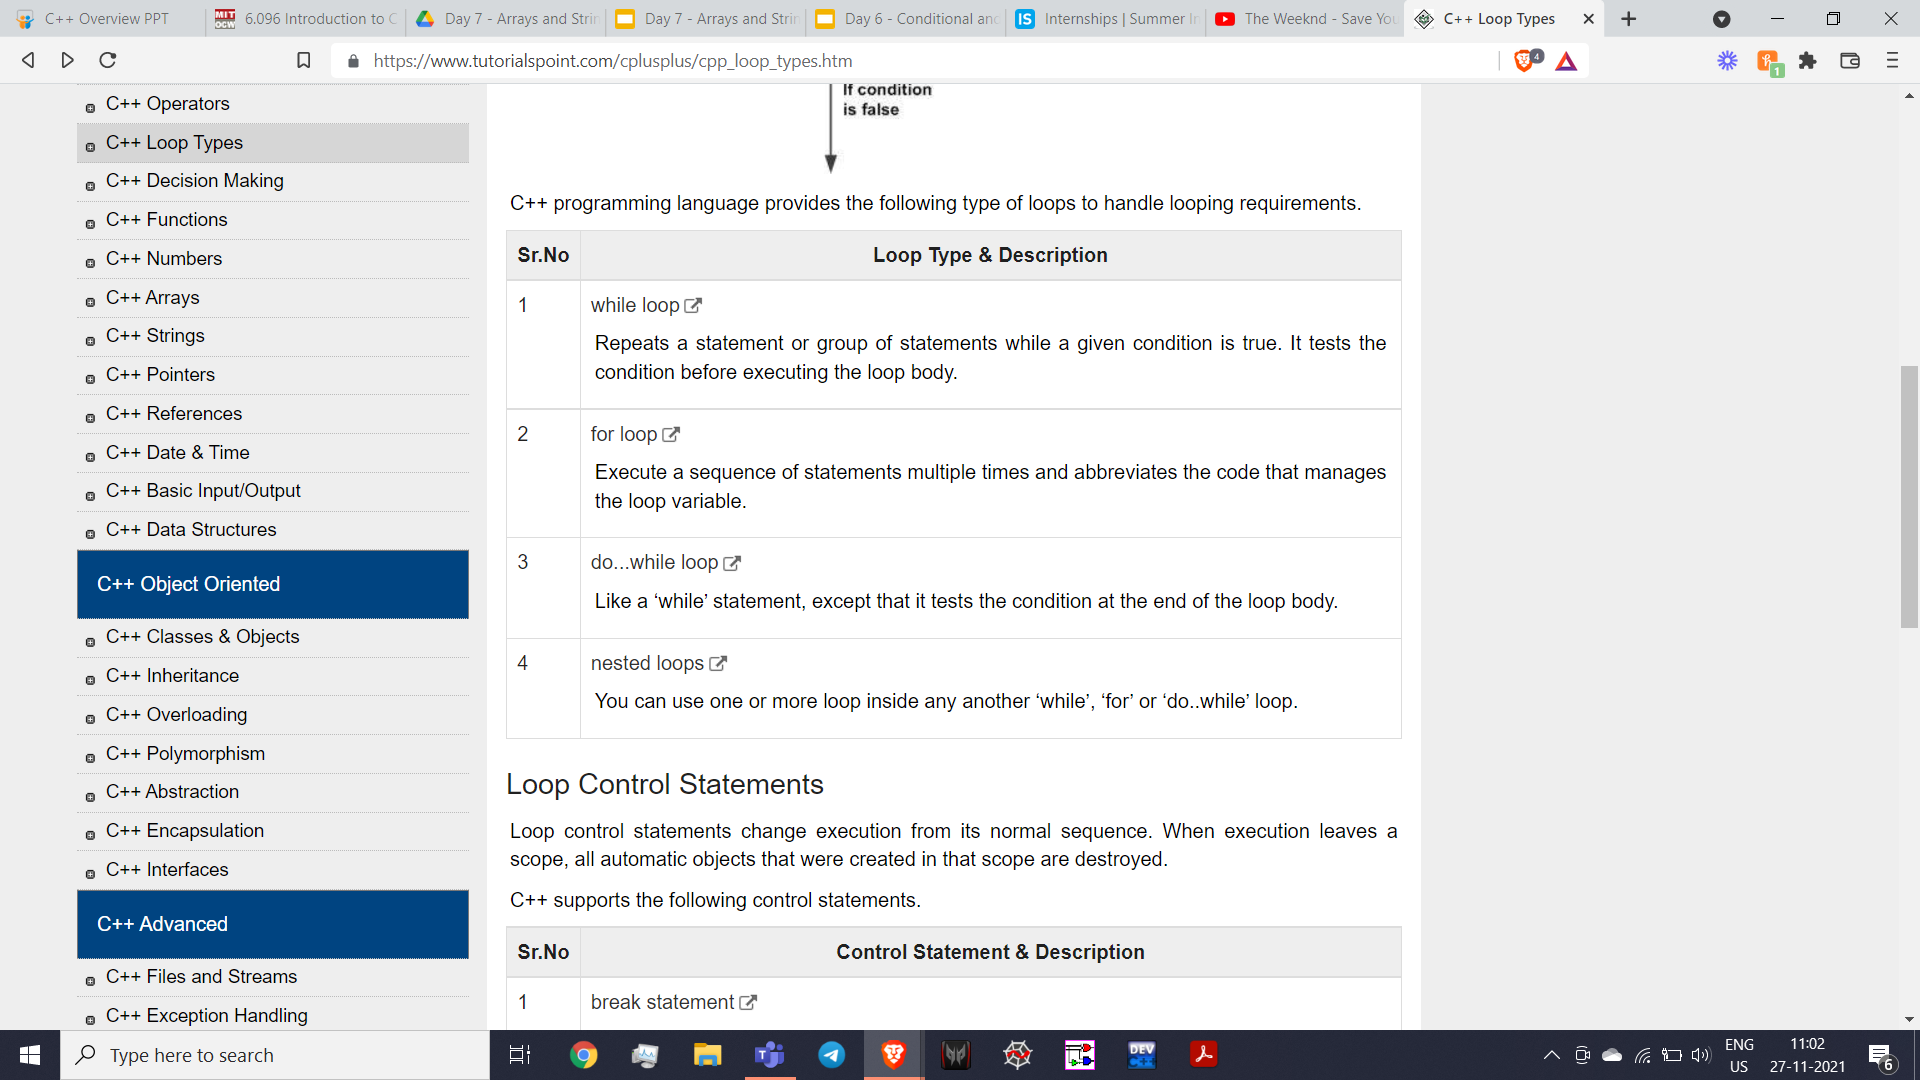 C++ Overview PPT
6.096 Introduction to C
Day 7 - Arrays and Strin
Day 7 - Arrays and Strin
Day 6 - Conditional and
IS Internships | Summer In
The Weeknd - Save You
C++ Loop Types
https://www.tutorialspoint.com/cplusplus/cpp_loop_types.htm
4
1
C++ Operators
C++ Loop Types
C++ Decision Making
C++ Functions
C++ Numbers
C++ Arrays
C++ Strings
C++ Pointers
C++ References
C++ Date & Time
C++ Basic Input/Output
C++ Data Structures
C++ Object Oriented
C++ Classes & Objects
C++ Inheritance
C++ Overloading
C++ Polymorphism
C++ Abstraction
C++ Encapsulation
C++ Interfaces
C++ Advanced
C++ Files and Streams
C++ Exception Handling
If condition
is false
C++ programming language provides the following type of loops to handle looping requirements.
Sr.No Loop Type & Description
1 while loop
Repeats a statement or group of statements while a given condition is true. It tests the
condition before executing the loop body.
2 for loop
Execute a sequence of statements multiple times and abbreviates the code that manages
the loop variable.
3 do...while loop
Like a ‘while’ statement, except that it tests the condition at the end of the loop body.
4 nested loops
You can use one or more loop inside any another ‘while’, ‘for’ or ‘do..while’ loop.
Loop Control Statements
Loop control statements change execution from its normal sequence. When execution leaves a
scope, all automatic objects that were created in that scope are destroyed.
C++ supports the following control statements.
Sr.No Control Statement & Description
1 break statement
Type here to search
DEV
ENG
US
11:02
27-11-2021
6